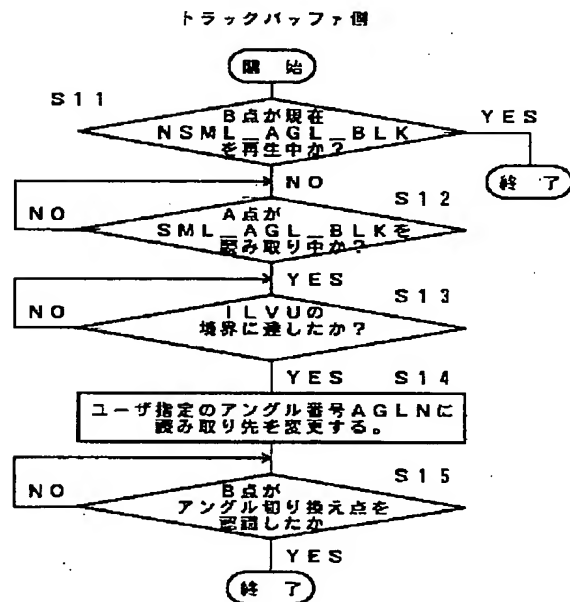 トラックバッファ側
開 始
S11
B点が現在
NSML_AGL_BLK
を再生中か?
YES
終 了
NO
S12
NO
A点が
SML_AGL_BLKを
読み取り中か?
YES
S13
NO
ILVUの
境界に達したか?
YES
S14
ユーザ指定のアングル番号AGLNに
読み取り先を変更する。
S15
NO
B点が
アングル切り換え点を
認識したか
YES
終 了